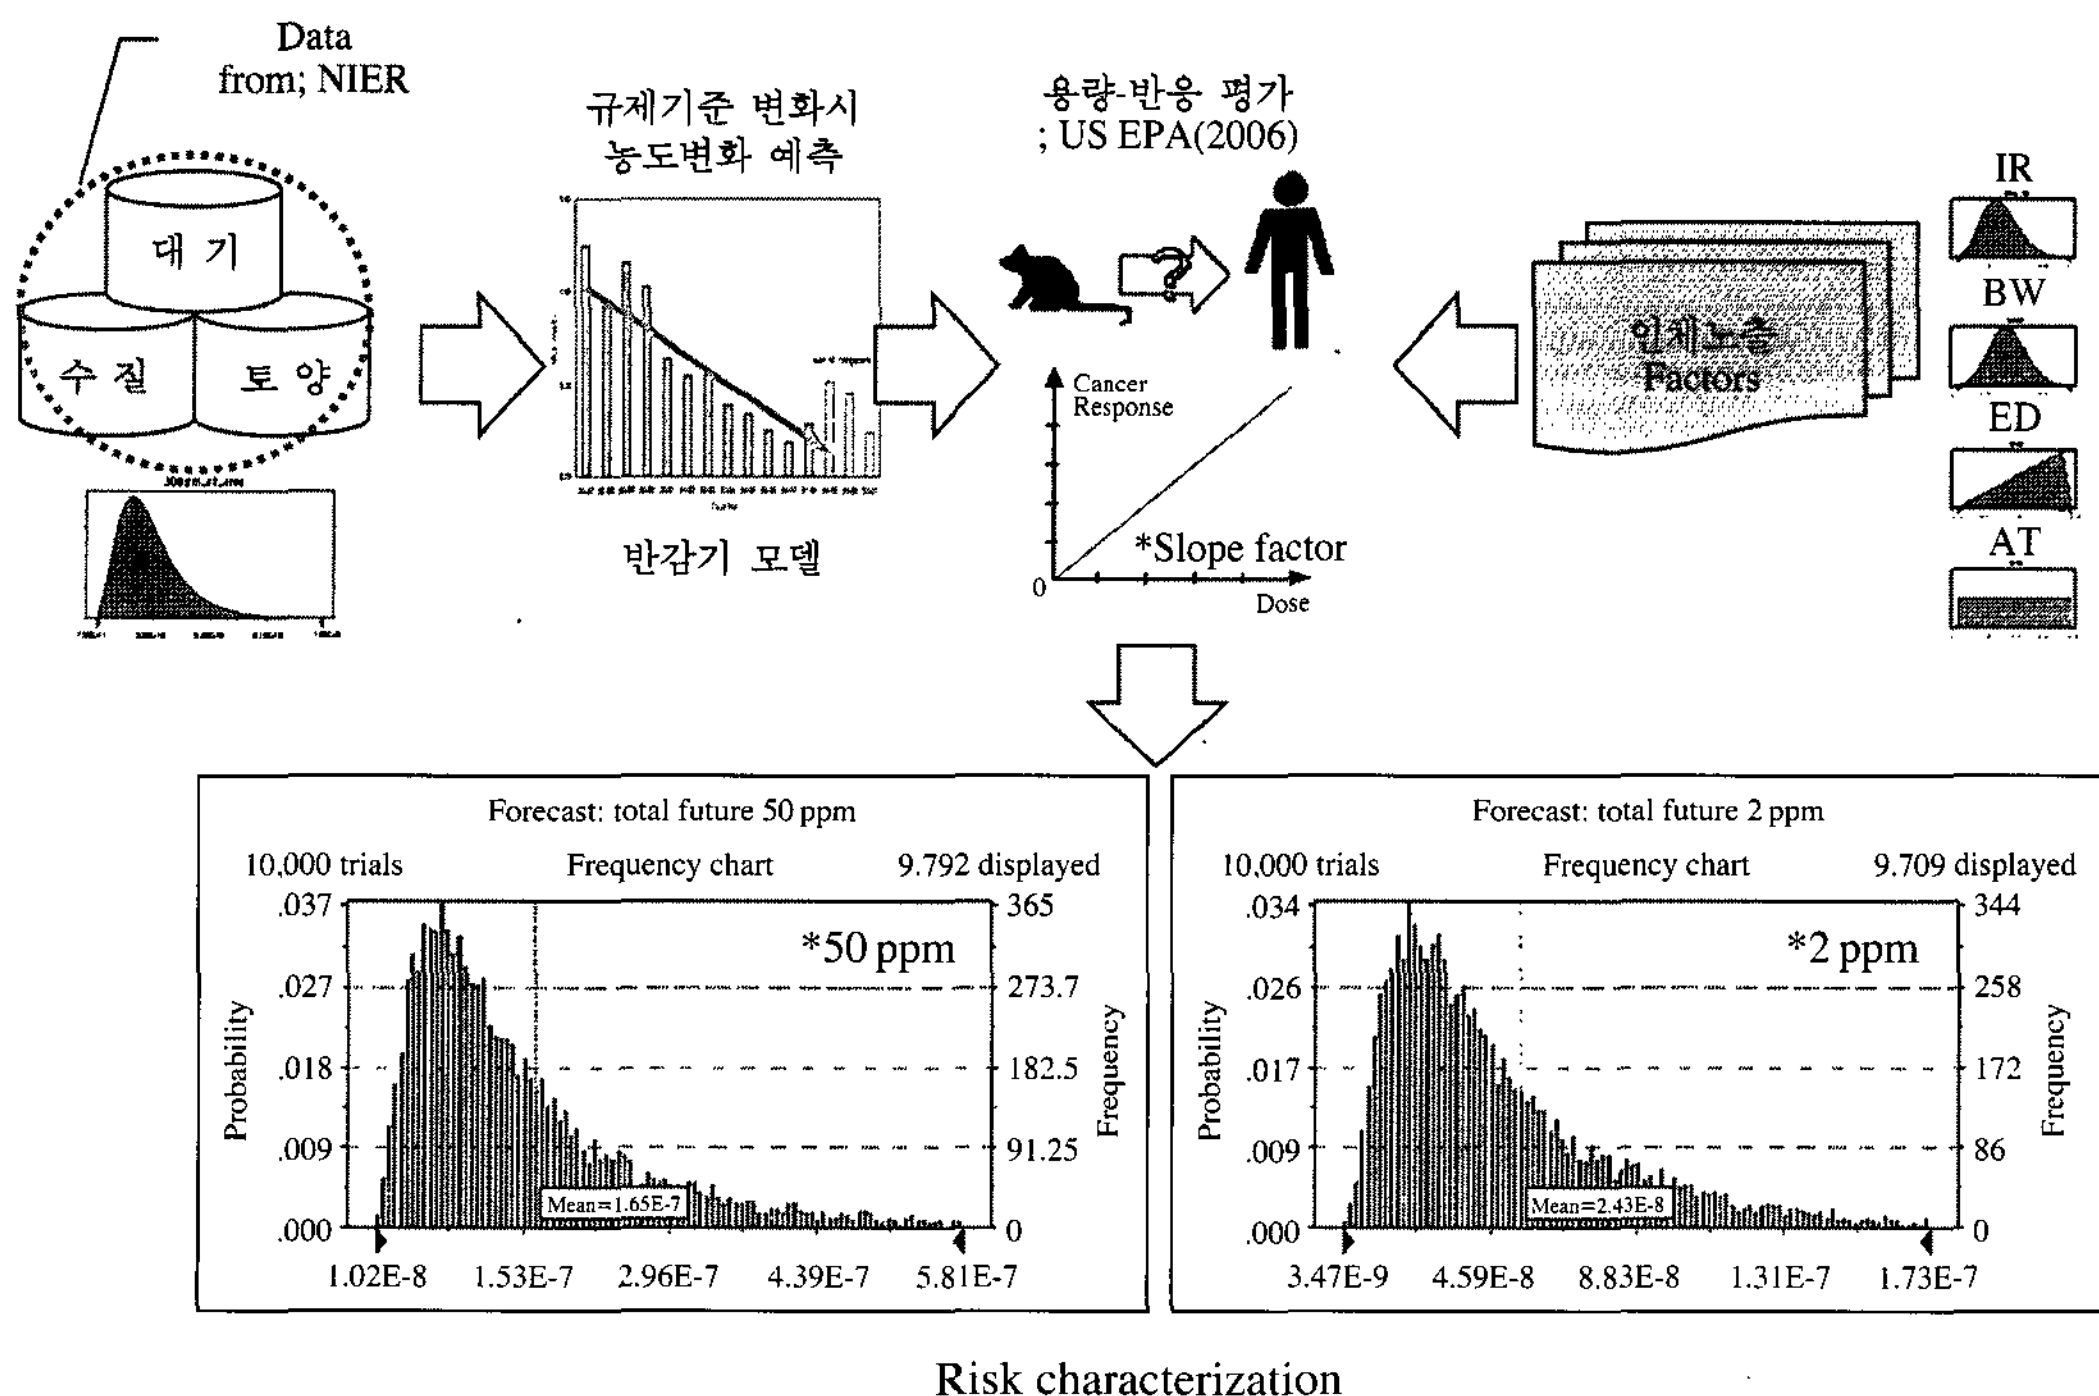 Data
from; NIER
규제기준 변화시
농도변화 예측
용량-반응 평가
; US EPA(2006)
대 기
수 질
토 양
반감기 모델
Cancer
Response
*Slope factor
0
Dose
인체노출
Factors
IR
BW
ED
AT
Forecast: total future 50 ppm
10,000 trials
Frequency chart
9.792 displayed
*50 ppm
Probability
.037
.027
.018
.009
.000
365
273.7
182.5
91.25
0
Frequency
Mean=1.65E-7
1.02E-8
1.53E-7
2.96E-7
4.39E-7
5.81E-7
Forecast: total future 2 ppm
10,000 trials
Frequency chart
9.709 displayed
*2 ppm
Probability
.034
.026
.017
.009
.000
344
258
172
86
0
Frequency
Mean=2.43E-8
3.47E-9
4.59E-8
8.83E-8
1.31E-7
1.73E-7
Risk characterization